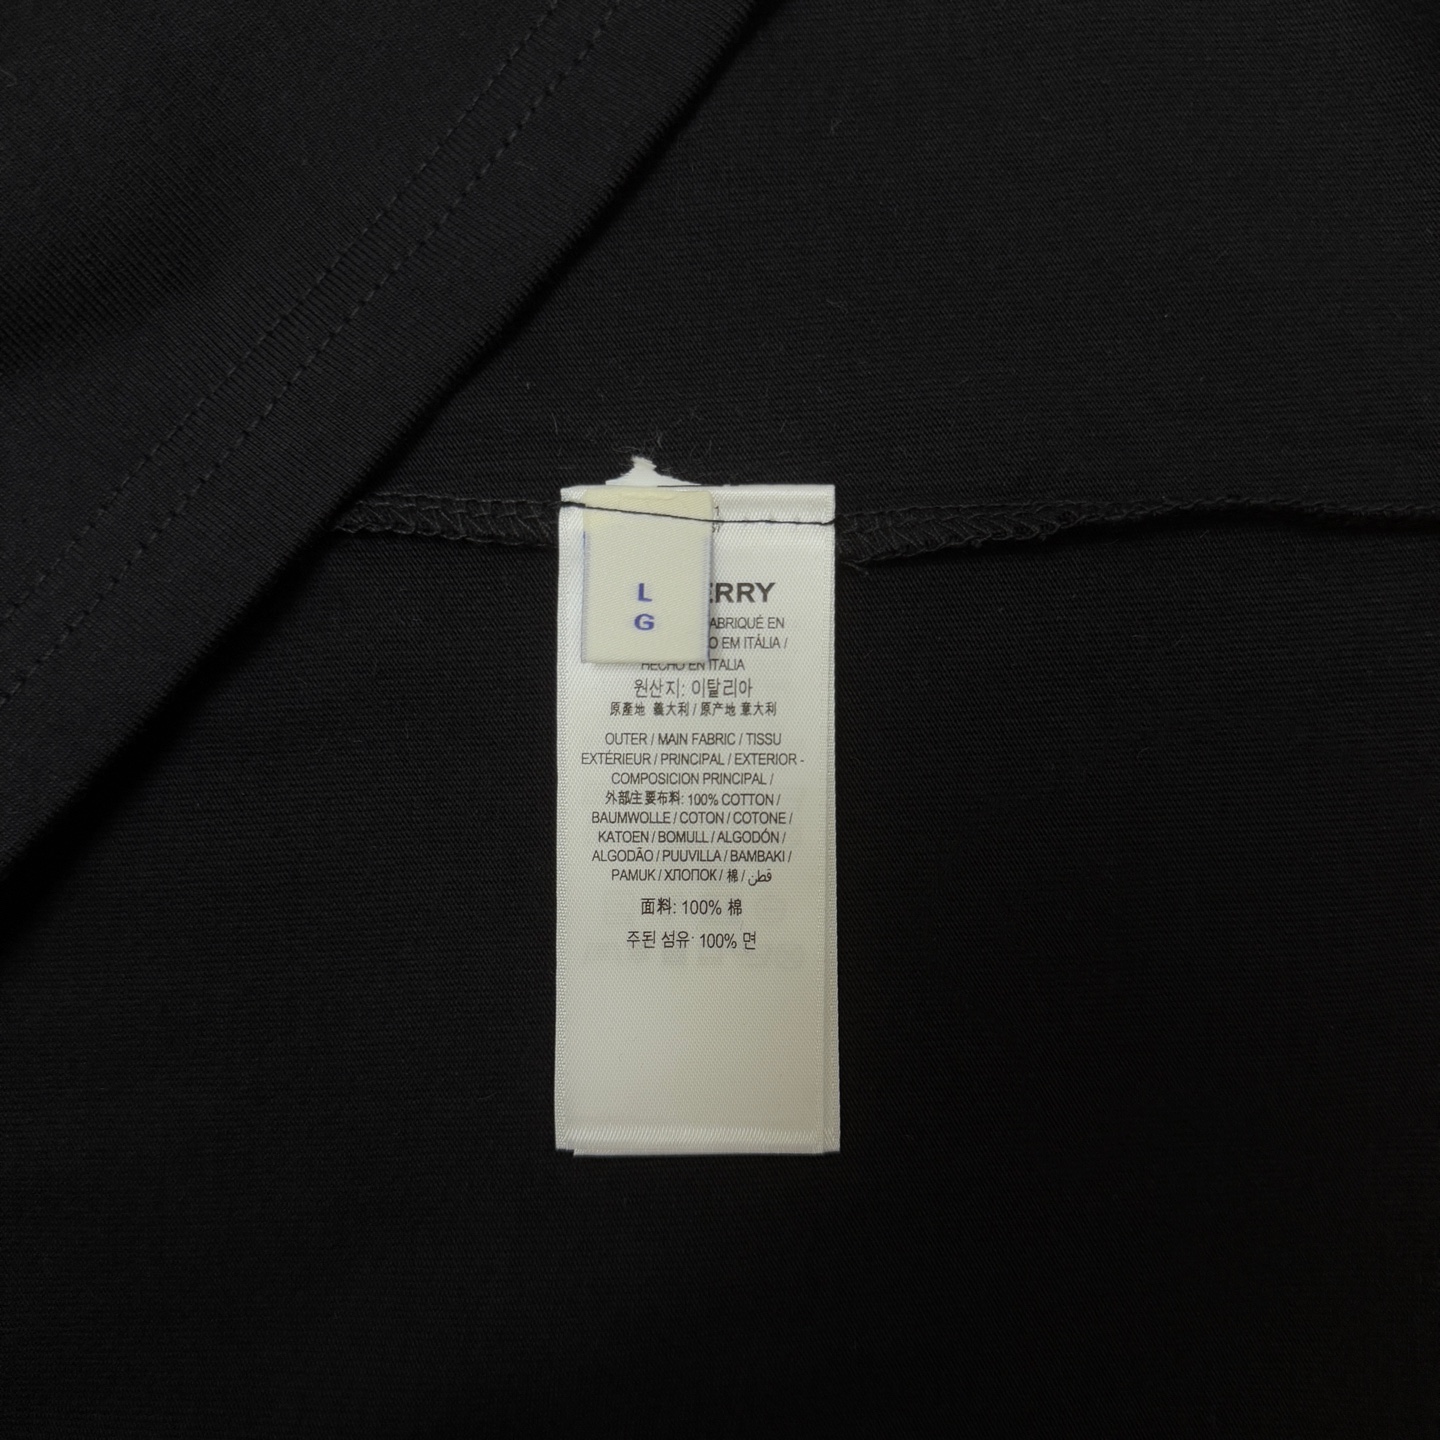 L
G
ERRY
ABRIQUÉ EN
O EM ITÁLIA /
HECHO EN ITALIA
원산지: 이탈리아
原產地 義大利 / 原产地 意大利
OUTER / MAIN FABRIC / TISSU
EXTÉRIEUR / PRINCIPAL / EXTERIOR -
COMPOSICION PRINCIPAL /
外部主要布料: 100% COTTON /
BAUMWOLLE / COTON / COTONE /
KATOEN / BOMULL / ALGODÓN /
ALGODÃO / PUUVILLA / BAMBAKI /
PAMUK / ХЛОПОК / 棉 / قطن
面料: 100% 棉
주된 섬유: 100% 면